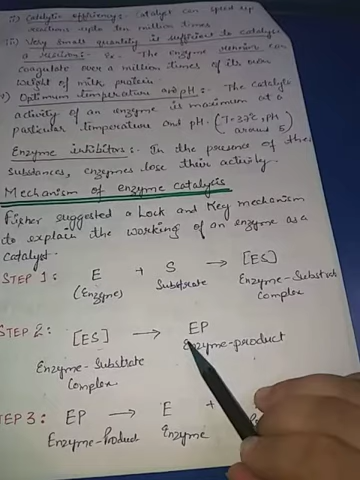 ii) Catalytic efficiency:- Catalyst can speed up
reactions upto ten million times
iii) Very small quantity is sufficient to catalyse
a reactions:- The enzyme rennin can
coagulate over a million times of its own
weight of milk protein
Optimum temperature and pH:- The catalytic
activity of an enzyme is maximum at a
particular temperature and pH. (T=37°C, pH
around 5)
Enzyme inhibitors:- In the presence of these
substances, enzymes lose their activity.
Mechanism of enzyme catalysis
Fisher suggested a Lock and Key mechanism
to explain the working of an enzyme as a
catalyst.
STEP 1: E + S → [ES]
(Enzyme) Substrate Enzyme-Substrate
Complex
STEP 2: [ES] → EP
Enzyme-Substrate Enzyme-product
Complex
STEP 3: EP → E +
Enzyme-Product Enzyme